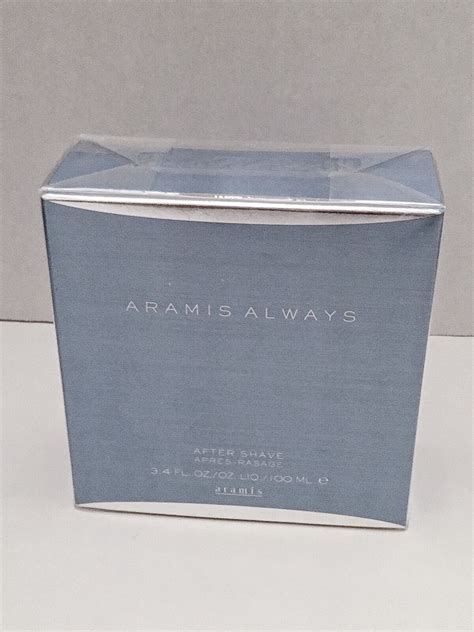 ARAMIS ALWAYS
AFTER SHAVE
APRÈS-RASAGE
3.4 FL.OZ/OZ LIQ/100 ML e
aramis